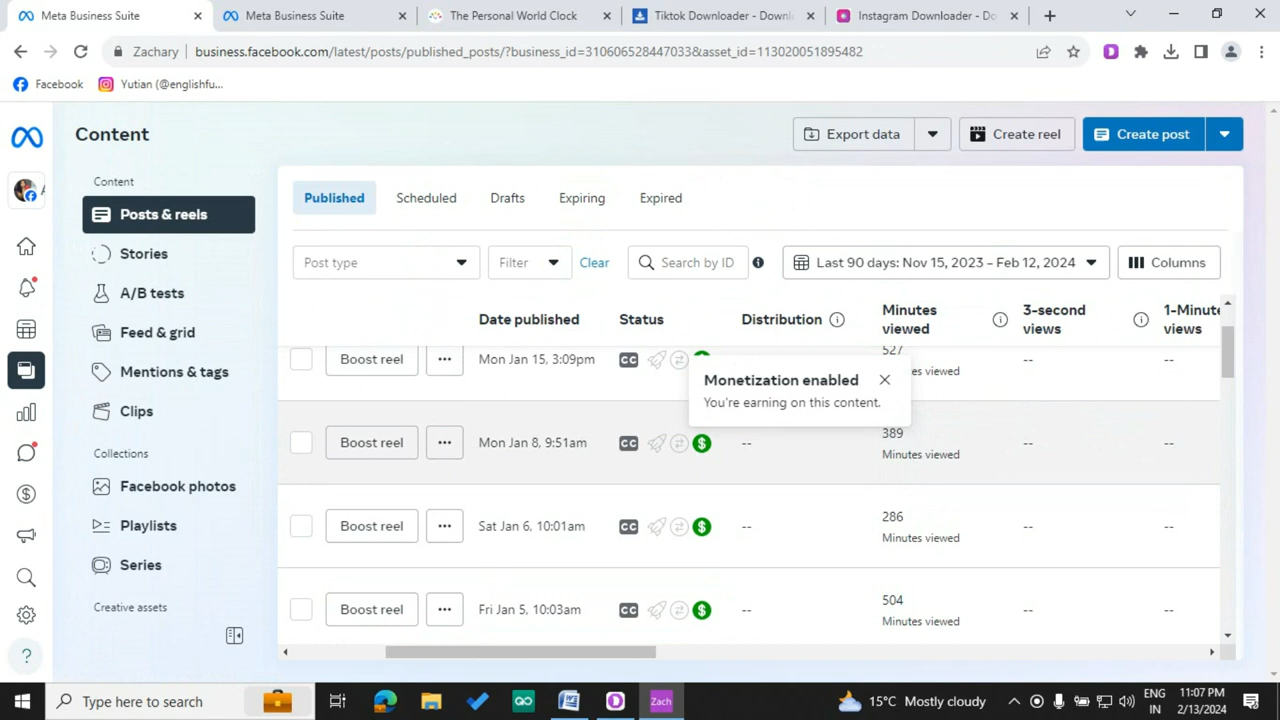 Meta Business Suite
Meta Business Suite
The Personal World Clock
Tiktok Downloader - Downl
Instagram Downloader - Do
Zachary
business.facebook.com/latest/posts/published_posts/?business_id=310606528447033&asset_id=113020051895482
Facebook
Yutian (@englishfu...
Content
Export data
Create reel
Create post
A
Content
Posts & reels
Stories
A/B tests
Feed & grid
Mentions & tags
Clips
Collections
Facebook photos
Playlists
Series
Creative assets
Published
Scheduled
Drafts
Expiring
Expired
Post type
Filter
Clear
Search by ID
Last 90 days: Nov 15, 2023 – Feb 12, 2024
Columns
Date published
Status
Distribution
Minutes
viewed
3-second
views
1-Minute
views
Boost reel
...
Mon Jan 15, 3:09pm
CC
527
Minutes viewed
--
--
Monetization enabled
You're earning on this content.
Boost reel
...
Mon Jan 8, 9:51am
CC
$
--
389
Minutes viewed
--
--
Boost reel
...
Sat Jan 6, 10:01am
CC
$
--
286
Minutes viewed
--
--
Boost reel
...
Fri Jan 5, 10:03am
CC
$
--
504
Minutes viewed
--
--
?
Type here to search
Zach
15°C Mostly cloudy
ENG
IN
11:07 PM
2/13/2024